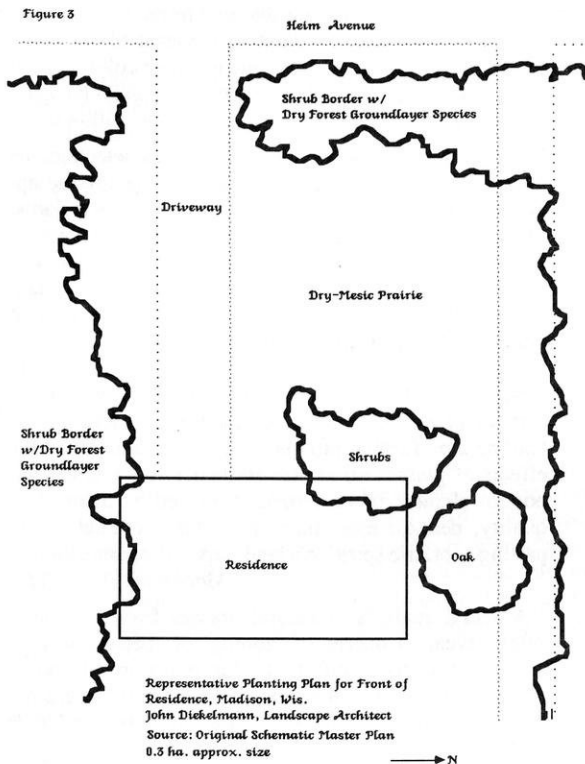 Figure 3
Heim Avenue
Shrub Border w/
Dry Forest Groundlayer Species
Driveway
Dry-Mesic Prairie
Shrub Border
w/Dry Forest
Groundlayer
Species
Shrubs
Residence
Oak
Representative Planting Plan for Front of
Residence, Madison, Wis.
John Diekelmann, Landscape Architect
Source: Original Schematic Master Plan
0.3 ha. approx. size
N